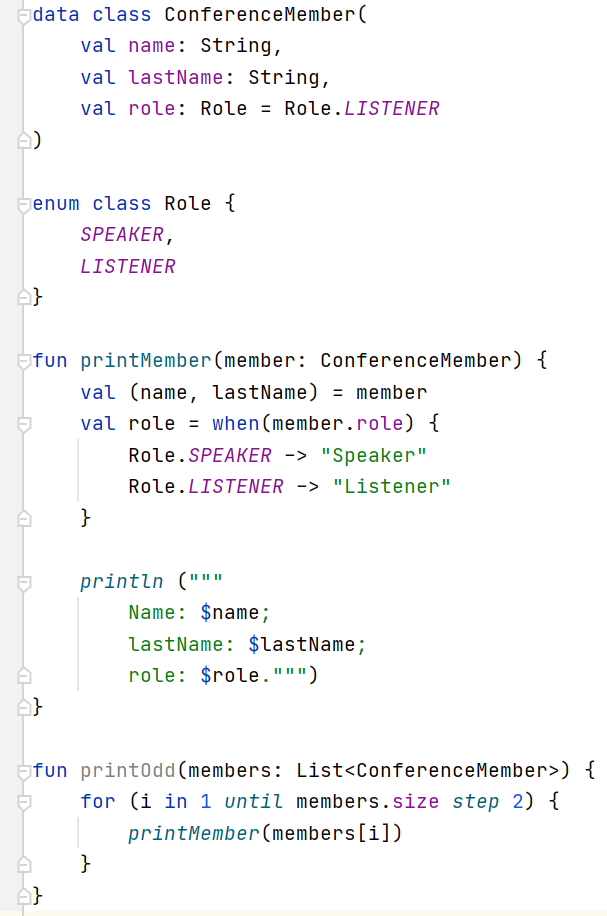 data class ConferenceMember(
    val name: String,
    val lastName: String,
    val role: Role = Role.LISTENER
)

enum class Role {
    SPEAKER,
    LISTENER
}

fun printMember(member: ConferenceMember) {
    val (name, lastName) = member
    val role = when(member.role) {
        Role.SPEAKER -> "Speaker"
        Role.LISTENER -> "Listener"
    }

    println ("""
        Name: $name;
        lastName: $lastName;
        role: $role.""")
}

fun printOdd(members: List<ConferenceMember>) {
    for (i in 1 until members.size step 2) {
        printMember(members[i])
    }
}